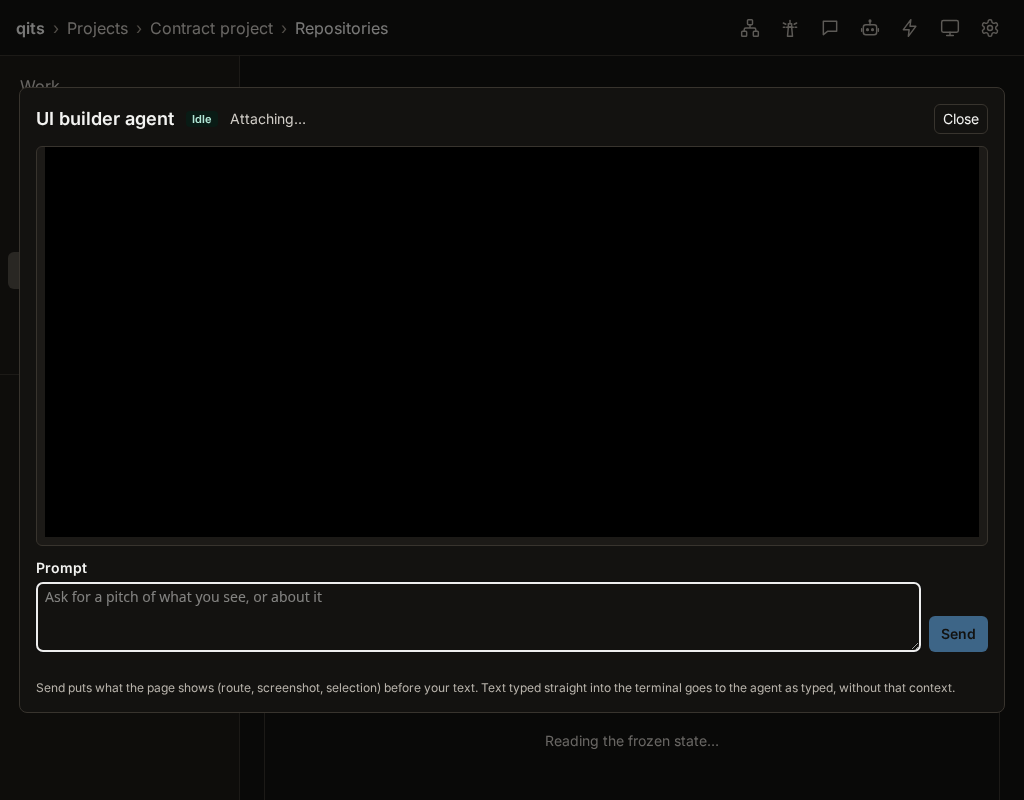 qits › Projects › Contract project › Repositories
Work
UI builder agent Idle Attaching... Close
Prompt
Ask for a pitch of what you see, or about it
Send
Send puts what the page shows (route, screenshot, selection) before your text. Text typed straight into the terminal goes to the agent as typed, without that context.
Reading the frozen state...